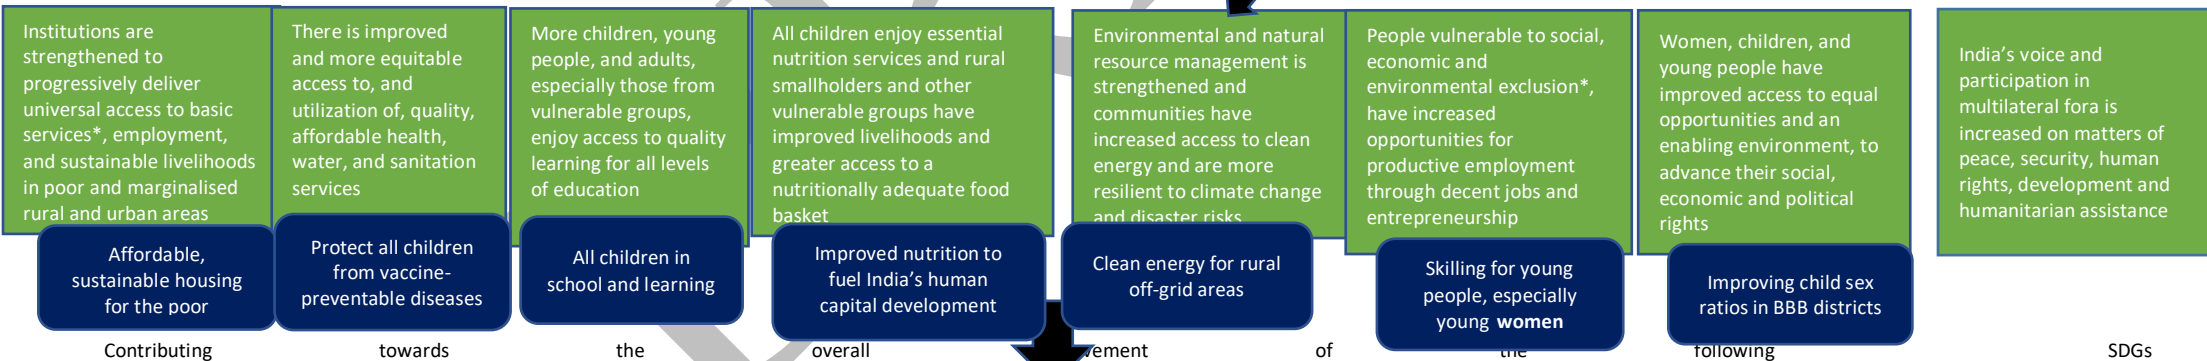 Institutions are
strengthened to
progressively deliver
universal access to basic
services*, employment,
and sustainable livelihoods
in poor and marginalised
rural and urban areas
There is improved
and more equitable
access to, and
utilization of, quality,
affordable health,
water, and sanitation
services
More children, young
people, and adults,
especially those from
vulnerable groups,
enjoy access to quality
learning for all levels
of education
All children enjoy essential
nutrition services and rural
smallholders and other
vulnerable groups have
improved livelihoods and
greater access to a
nutritionally adequate food
basket
Environmental and natural
resource management is
strengthened and
communities have
increased access to clean
energy and are more
resilient to climate change
and disaster risks
People vulnerable to social,
economic and
environmental exclusion*,
have increased
opportunities for
productive employment
through decent jobs and
entrepreneurship
Women, children, and
young people have
improved access to equal
opportunities and an
enabling environment, to
advance their social,
economic and political
rights
India's voice and
participation in
multilateral fora is
increased on matters of
peace, security, human
rights, development and
humanitarian assistance
Affordable,
sustainable housing
for the poor
Protect all children
from vaccine-
preventable diseases
All children in
school and learning
Improved nutrition to
fuel India's human
capital development
Clean energy for rural
off-grid areas
Skilling for young
people, especially
young women
Improving child sex
ratios in BBB districts
Contributing towards the overall vement of the following SDGs